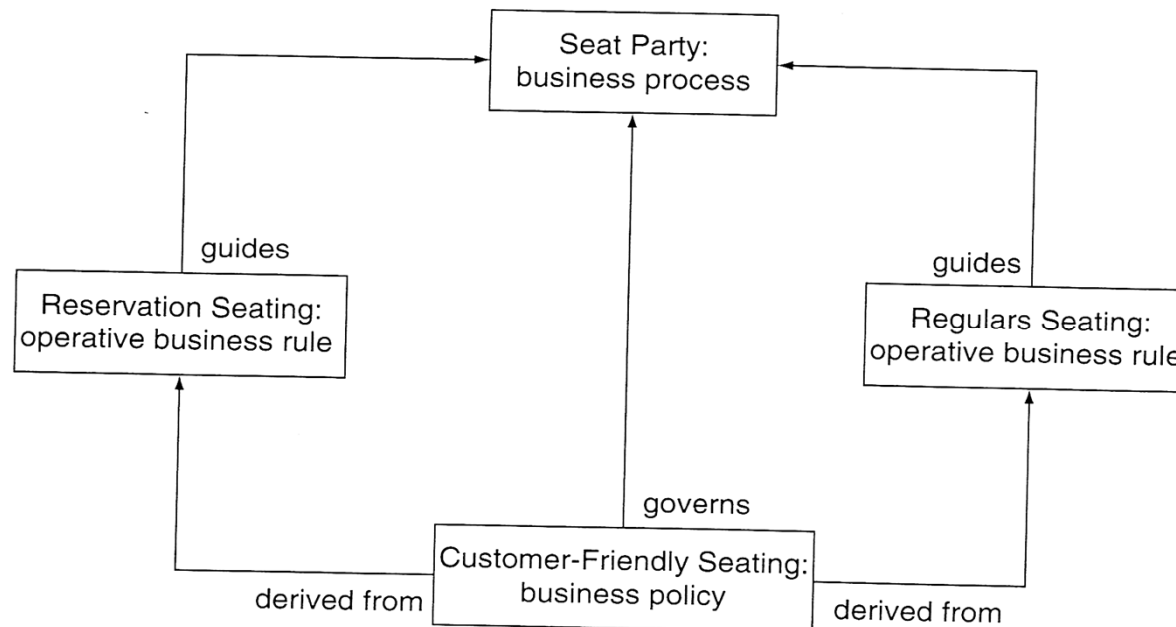 Seat Party:
business process
guides
guides
Reservation Seating:
operative business rule
Regulars Seating:
operative business rule
governs
Customer-Friendly Seating:
business policy
derived from
derived from